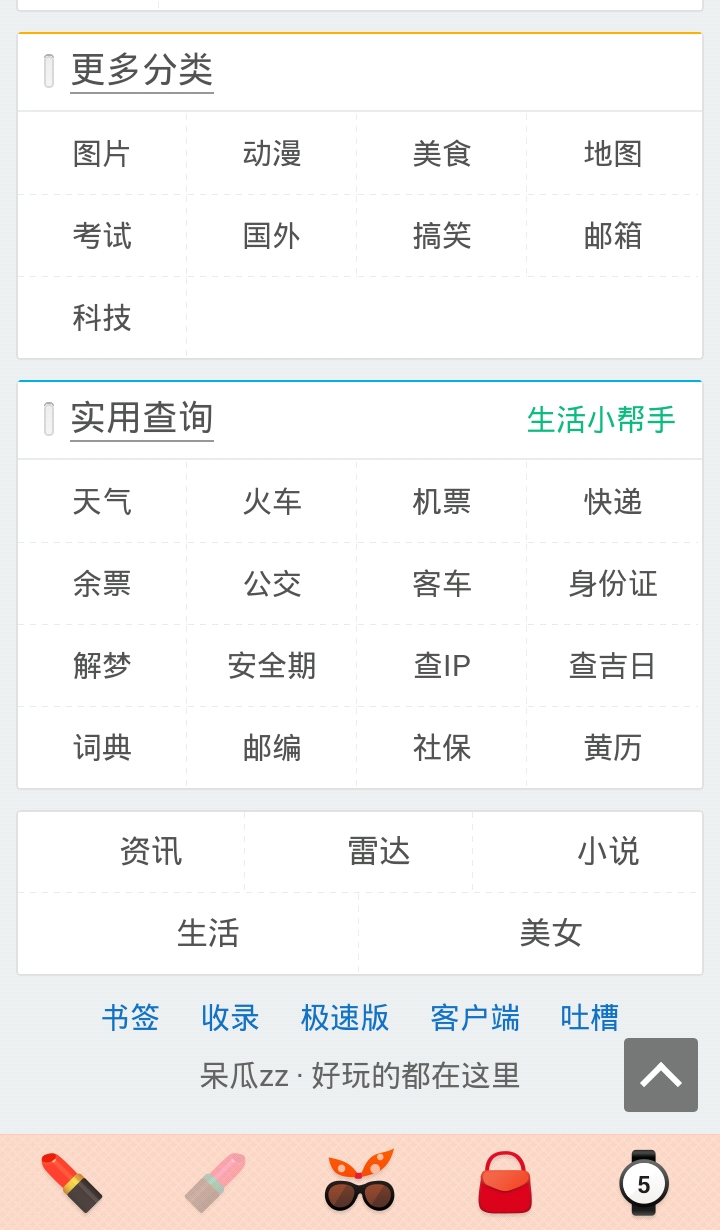 更多分类
图片 动漫 美食 地图
考试 国外 搞笑 邮箱
科技
实用查询 生活小帮手
天气 火车 机票 快递
余票 公交 客车 身份证
解梦 安全期 查IP 查吉日
词典 邮编 社保 黄历
资讯 雷达 小说
生活 美女
书签 收录 极速版 客户端 吐槽
呆瓜zz · 好玩的都在这里
5